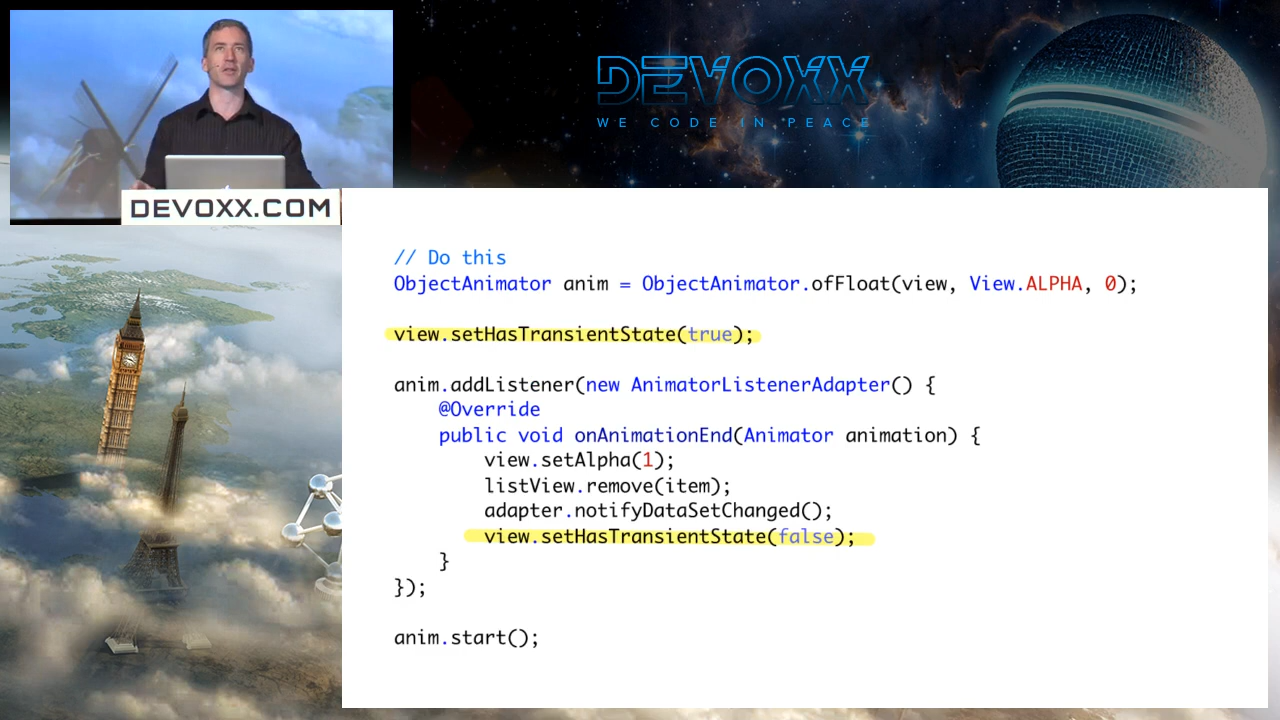 DEVOXX
WE CODE IN PEACE
DEVOXX.COM
// Do this
ObjectAnimator anim = ObjectAnimator.ofFloat(view, View.ALPHA, 0);
view.setHasTransientState(true);
anim.addListener(new AnimatorListenerAdapter() {
@Override
public void onAnimationEnd(Animator animation) {
view.setAlpha(1);
listView.remove(item);
adapter.notifyDataSetChanged();
view.setHasTransientState(false);
}
});
anim.start();